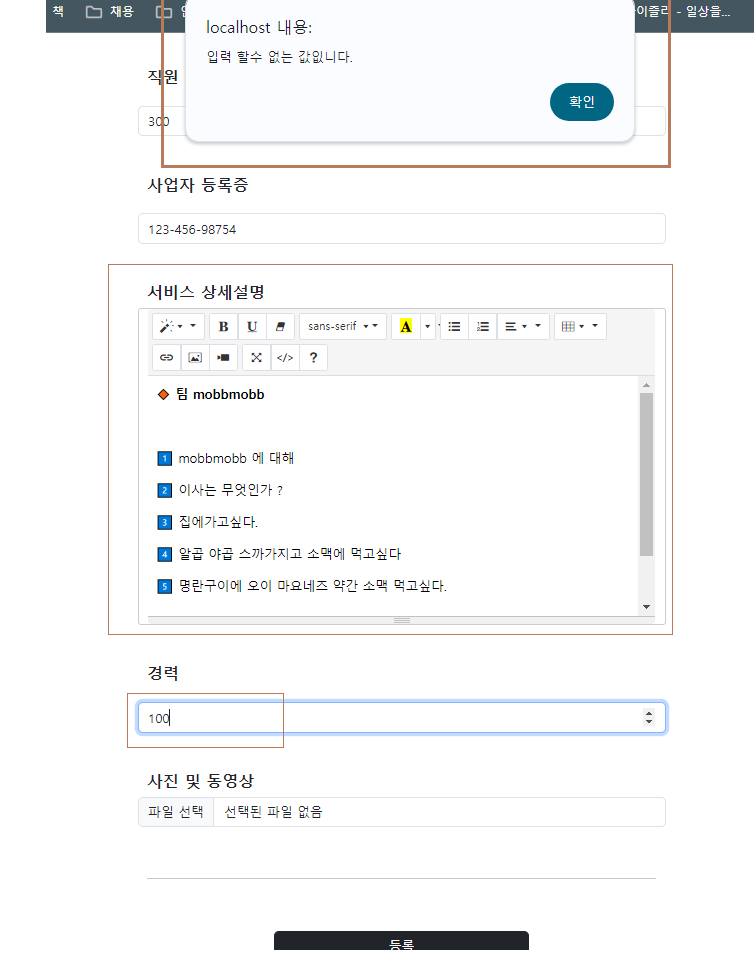 책 채용
이줄리 - 일상을...
localhost 내용:
입력 할수 없는 값입니다.
확인
직원
300
사업자 등록증
123-456-98754
서비스 상세설명
B U sans-serif A
</> ?
팀 mobbmobb
1 mobbmobb 에 대해
2 이사는 무엇인가 ?
3 집에가고싶다.
4 알곱 야곱 스까가지고 소맥에 먹고싶다
5 명란구이에 오이 마요네즈 약간 소맥 먹고싶다.
경력
100
사진 및 동영상
파일 선택 선택된 파일 없음
등록